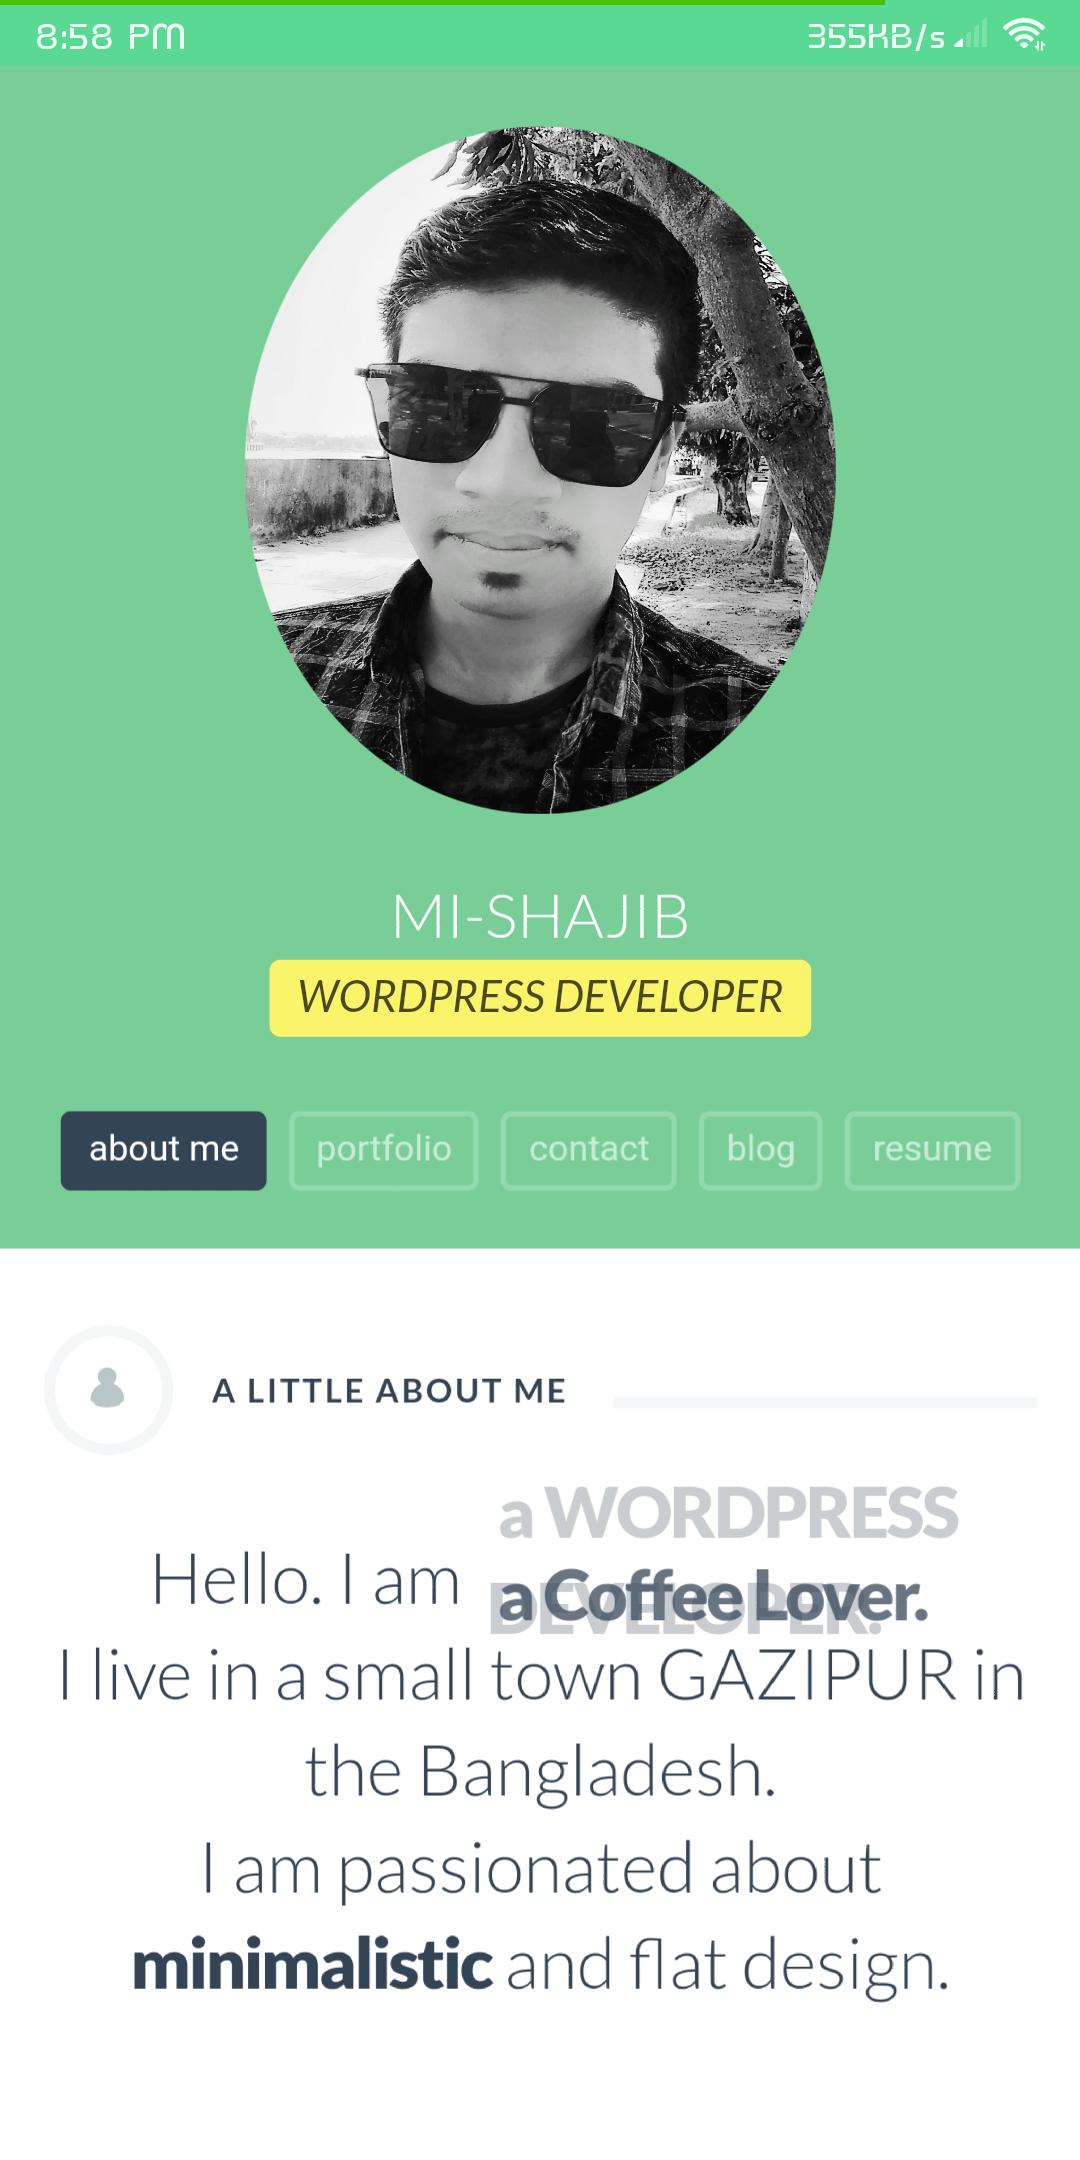 8:58 PM 355KB/s
MI-SHAJIB
WORDPRESS DEVELOPER
about me portfolio contact blog resume
A LITTLE ABOUT ME
a WORDPRESS
DEVELOPER.
Hello. I am a Coffee Lover.
I live in a small town GAZIPUR in
the Bangladesh.
I am passionated about
minimalistic and flat design.